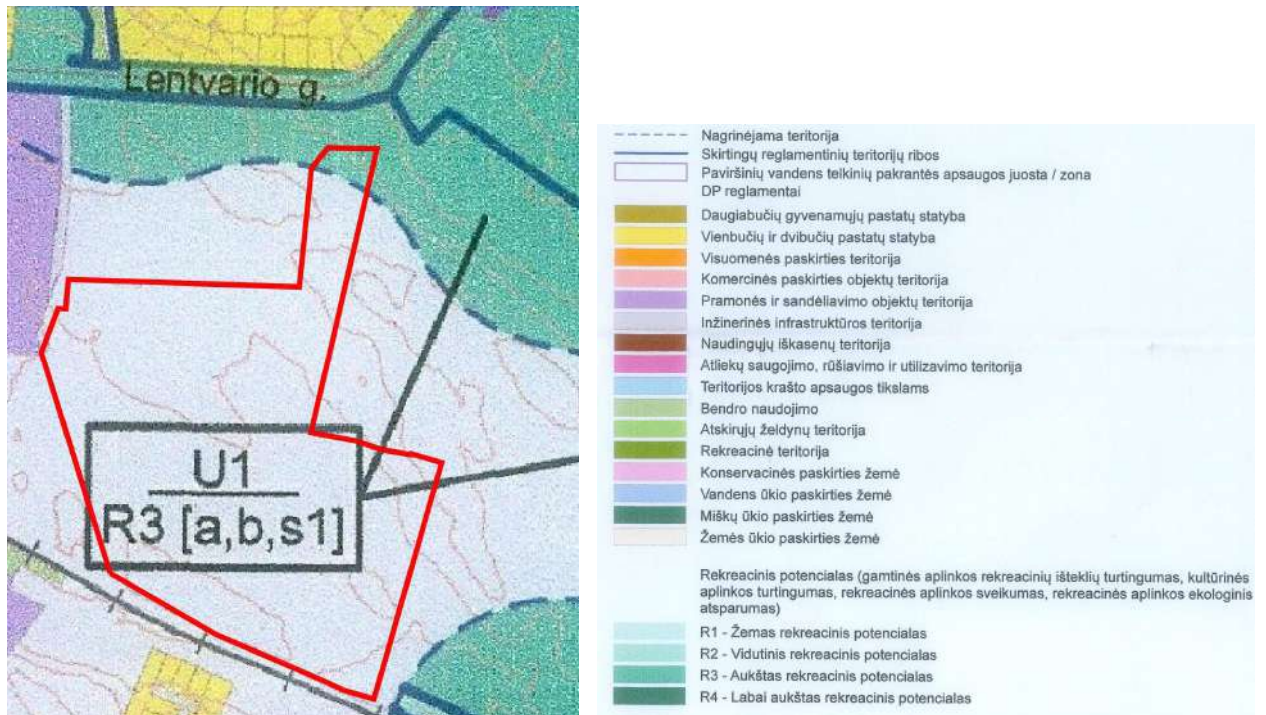 Lentvario g.
U1
R3 [a,b,s1]
Nagrinėjama teritorija
Skirtingų reglamentinių teritorijų ribos
Paviršinių vandens telkinių pakrantės apsaugos juosta / zona
DP reglamentai
Daugiabučių gyvenamųjų pastatų statyba
Vienbučių ir dvibučių pastatų statyba
Visuomenės paskirties teritorija
Komercinės paskirties objektų teritorija
Pramonės ir sandėliavimo objektų teritorija
Inžinerinės infrastruktūros teritorija
Naudingųjų iškasenų teritorija
Atliekų saugojimo, rūšiavimo ir utilizavimo teritorija
Teritorijos krašto apsaugos tikslams
Bendro naudojimo
Atskirųjų želdynų teritorija
Rekreacinė teritorija
Konservacinės paskirties žemė
Vandens ūkio paskirties žemė
Miškų ūkio paskirties žemė
Žemės ūkio paskirties žemė
Rekreacinis potencialas (gamtinės aplinkos rekreacinių išteklių turtingumas, kultūrinės
aplinkos turtingumas, rekreacinės aplinkos sveikumas, rekreacinės aplinkos ekologinis
atsparumas)
R1 - Žemas rekreacinis potencialas
R2 - Vidutinis rekreacinis potencialas
R3 - Aukštas rekreacinis potencialas
R4 - Labai aukštas rekreacinis potencialas